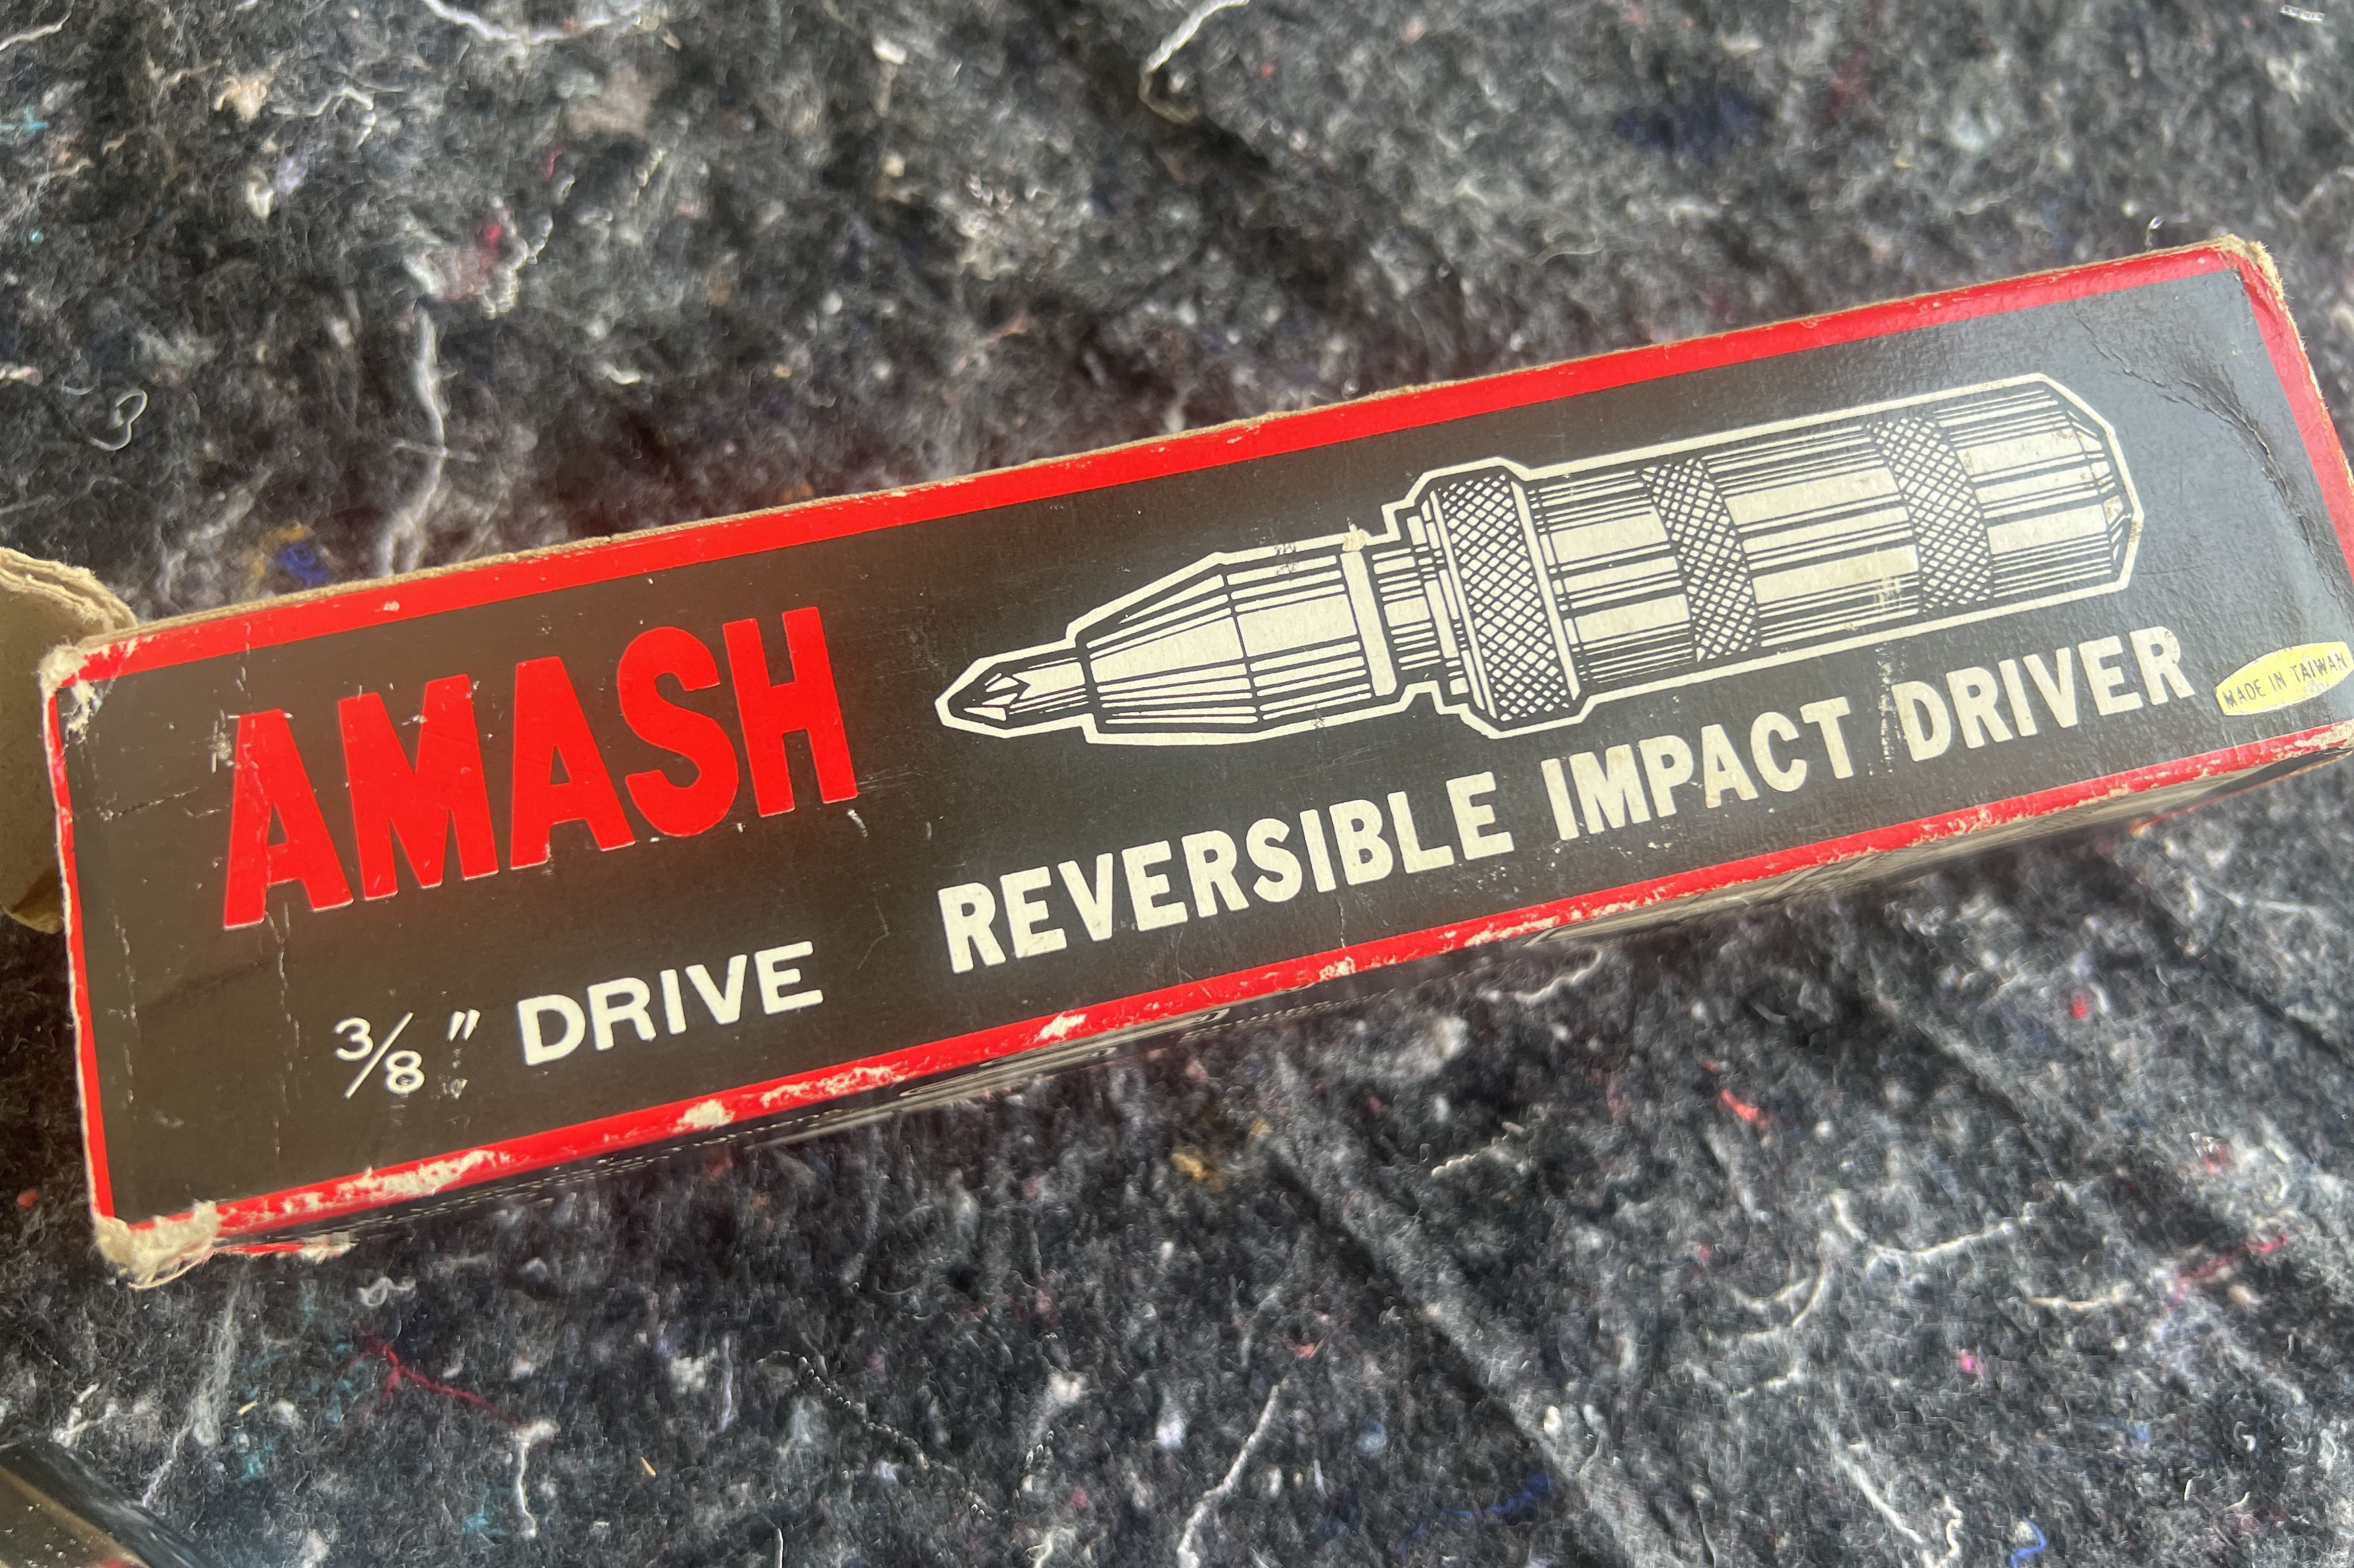 AMASH
3/8" DRIVE
REVERSIBLE IMPACT DRIVER
MADE IN TAIWAN